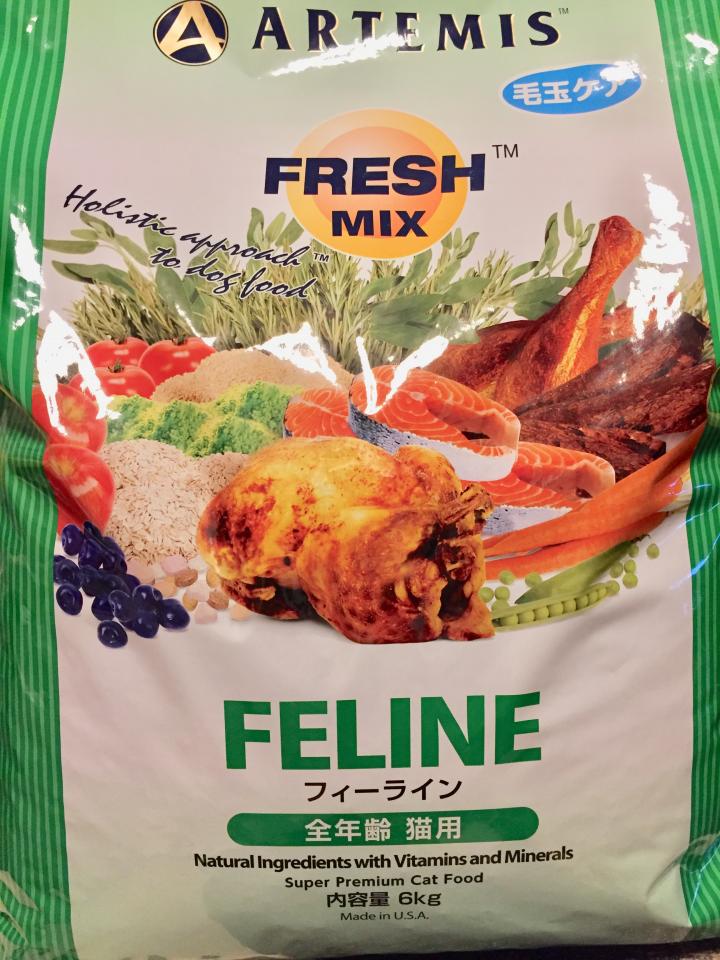 ARTEMIS™
毛玉ケア
FRESH™
MIX
Holistic approach™
to dog food
FELINE
フィーライン
全年齢 猫用
Natural Ingredients with Vitamins and Minerals
Super Premium Cat Food
内容量 6kg
Made in U.S.A.